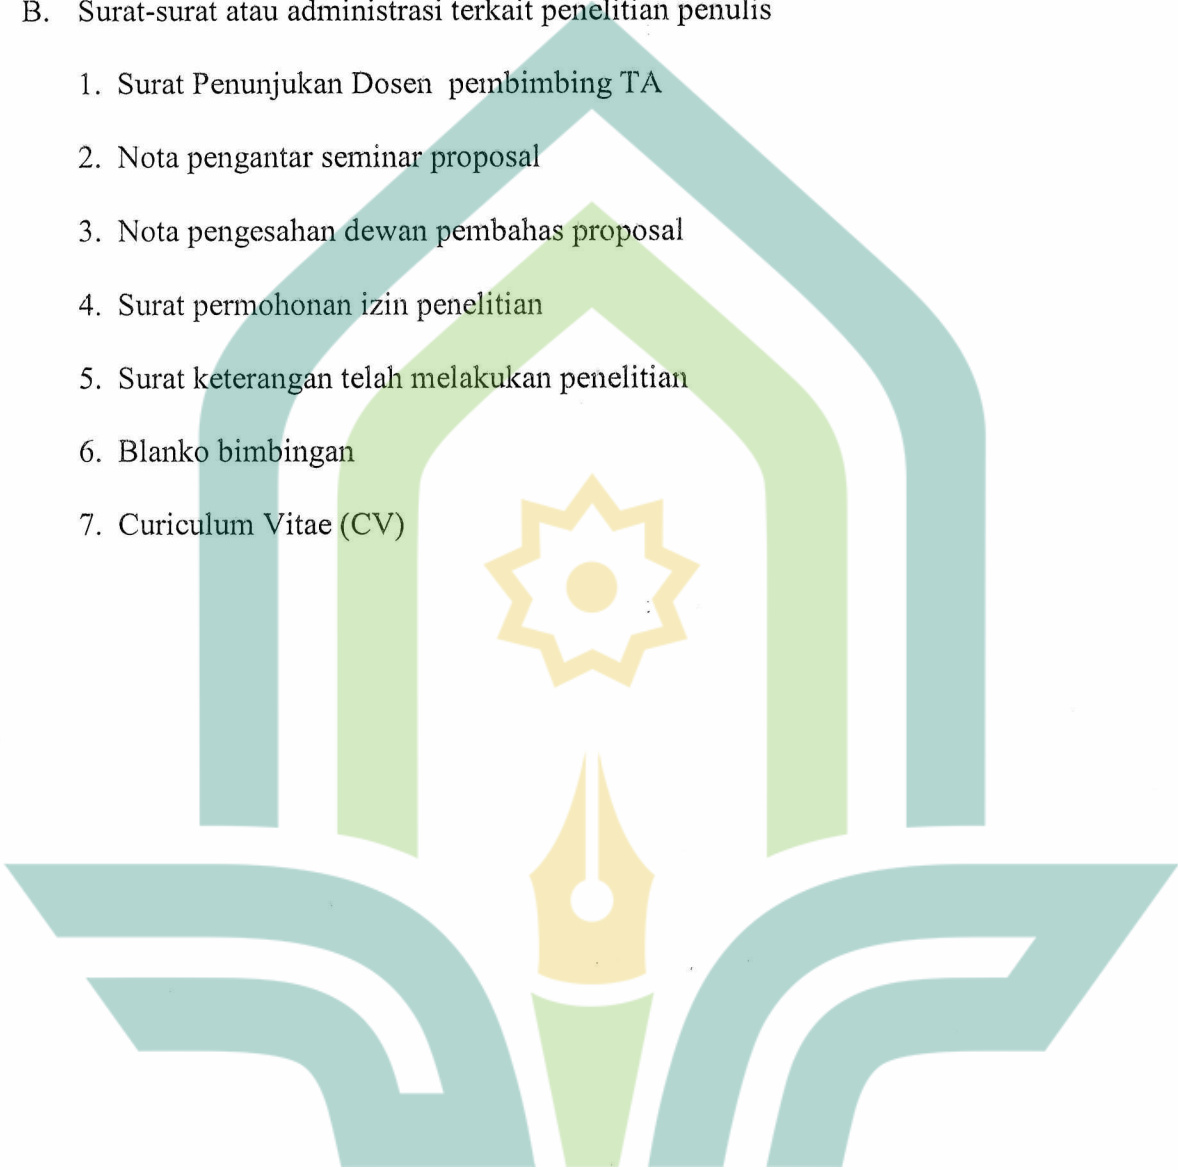 B. Surat-surat atau administrasi terkait penelitian penulis
1. Surat Penunjukan Dosen pembimbing TA
2. Nota pengantar seminar proposal
3. Nota pengesahan dewan pembahas proposal
4. Surat permohonan izin penelitian
5. Surat keterangan telah melakukan penelitian
6. Blanko bimbingan
7. Curiculum Vitae (CV)